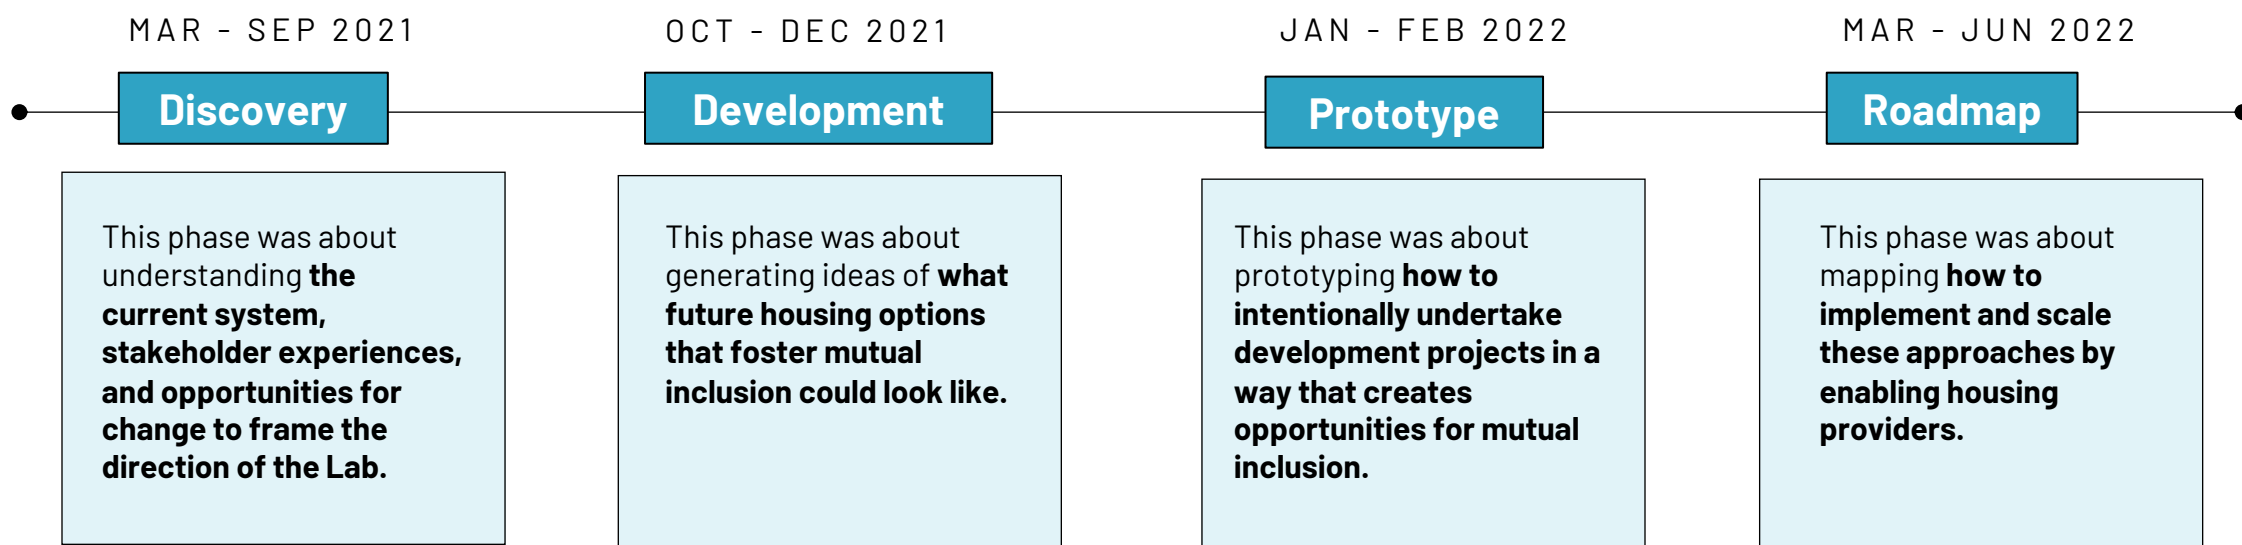 MAR - SEP 2021
Discovery
This phase was about
understanding the
current system,
stakeholder experiences,
and opportunities for
change to frame the
direction of the Lab.
OCT - DEC 2021
Development
This phase was about
generating ideas of what
future housing options
that foster mutual
inclusion could look like.
JAN - FEB 2022
Prototype
This phase was about
prototyping how to
intentionally undertake
development projects in a
way that creates
opportunities for mutual
inclusion.
MAR - JUN 2022
Roadmap
This phase was about
mapping how to
implement and scale
these approaches by
enabling housing
providers.